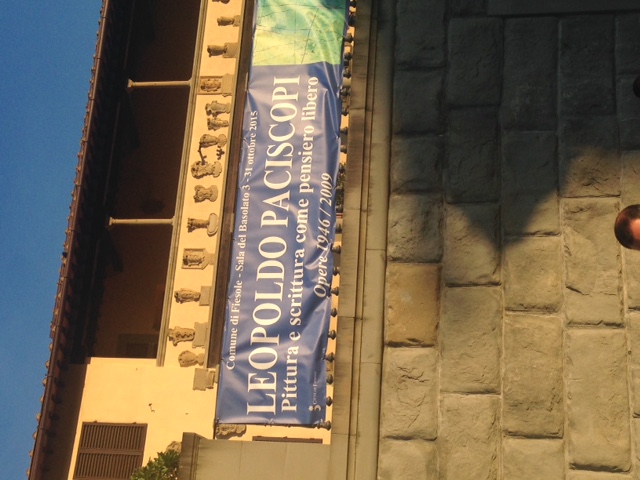 Comune di Fiesole - Sala del Basolato 3 - 31 ottobre 2015
LEOPOLDO PACISCOPI
Pittura e scrittura come pensiero libero
Opere 1946 / 2009